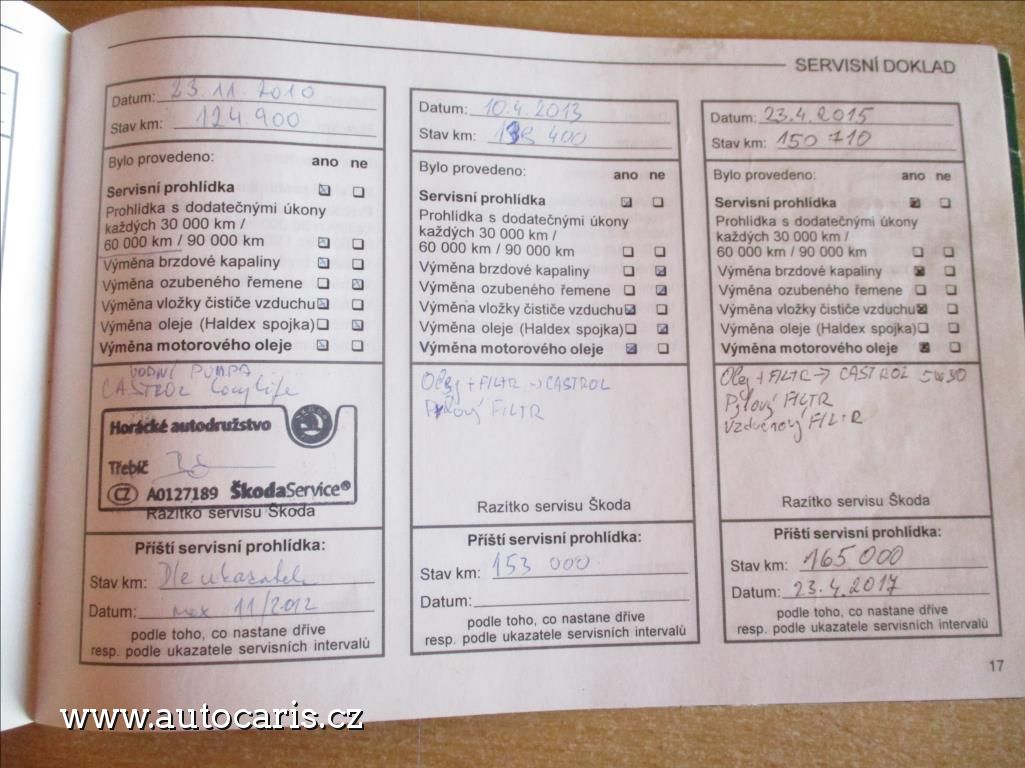 SERVISNÍ DOKLAD
Datum: 23.11.2010
Stav km: 124.900
Bylo provedeno: ano ne
Servisní prohlídka
Prohlídka s dodatečnými úkony
každých 30 000 km /
60 000 km / 90 000 km
Výměna brzdové kapaliny
Výměna ozubeného řemene
Výměna vložky čističe vzduchu
Výměna oleje (Haldex spojka)
Výměna motorového oleje
VODNÍ PUMPA
CASTROL Longlife
Horácké autodružstvo
Třebíč
CZ A0127189 ŠkodaService®
Razítko servisu Škoda
Příští servisní prohlídka:
Stav km: Dle ukazatele
Datum: max 11/2012
podle toho, co nastane dříve
resp. podle ukazatele servisních intervalů
Datum: 10.4.2013
Stav km: 138 400
Bylo provedeno:
ano ne
Servisní prohlídka
Prohlídka s dodatečnými úkony
každých 30 000 km /
60 000 km / 90 000 km
Výměna brzdové kapaliny
Výměna ozubeného řemene
Výměna vložky čističe vzduchu
Výměna oleje (Haldex spojka)
Výměna motorového oleje
Olej + FILTR → CASTROL
Pylový FILTR
Razítko servisu Škoda
Příští servisní prohlídka:
Stav km: 153 000
Datum:
podle toho, co nastane dříve
resp. podle ukazatele servisních intervalů
Datum: 23.4.2015
Stav km: 150 710
Bylo provedeno: ano ne
Servisní prohlídka
Prohlídka s dodatečnými úkony
každých 30 000 km /
60 000 km / 90 000 km
Výměna brzdové kapaliny
Výměna ozubeného řemene
Výměna vložky čističe vzduchu
Výměna oleje (Haldex spojka)
Výměna motorového oleje
Olej + FILTR → CASTROL 5W30
Pylový FILTR
Vzduchový FILTR
Razítko servisu Škoda
Příští servisní prohlídka:
Stav km: 165 000
Datum: 23.4.2017
podle toho, co nastane dříve
resp. podle ukazatele servisních intervalů
17
www.autocaris.cz